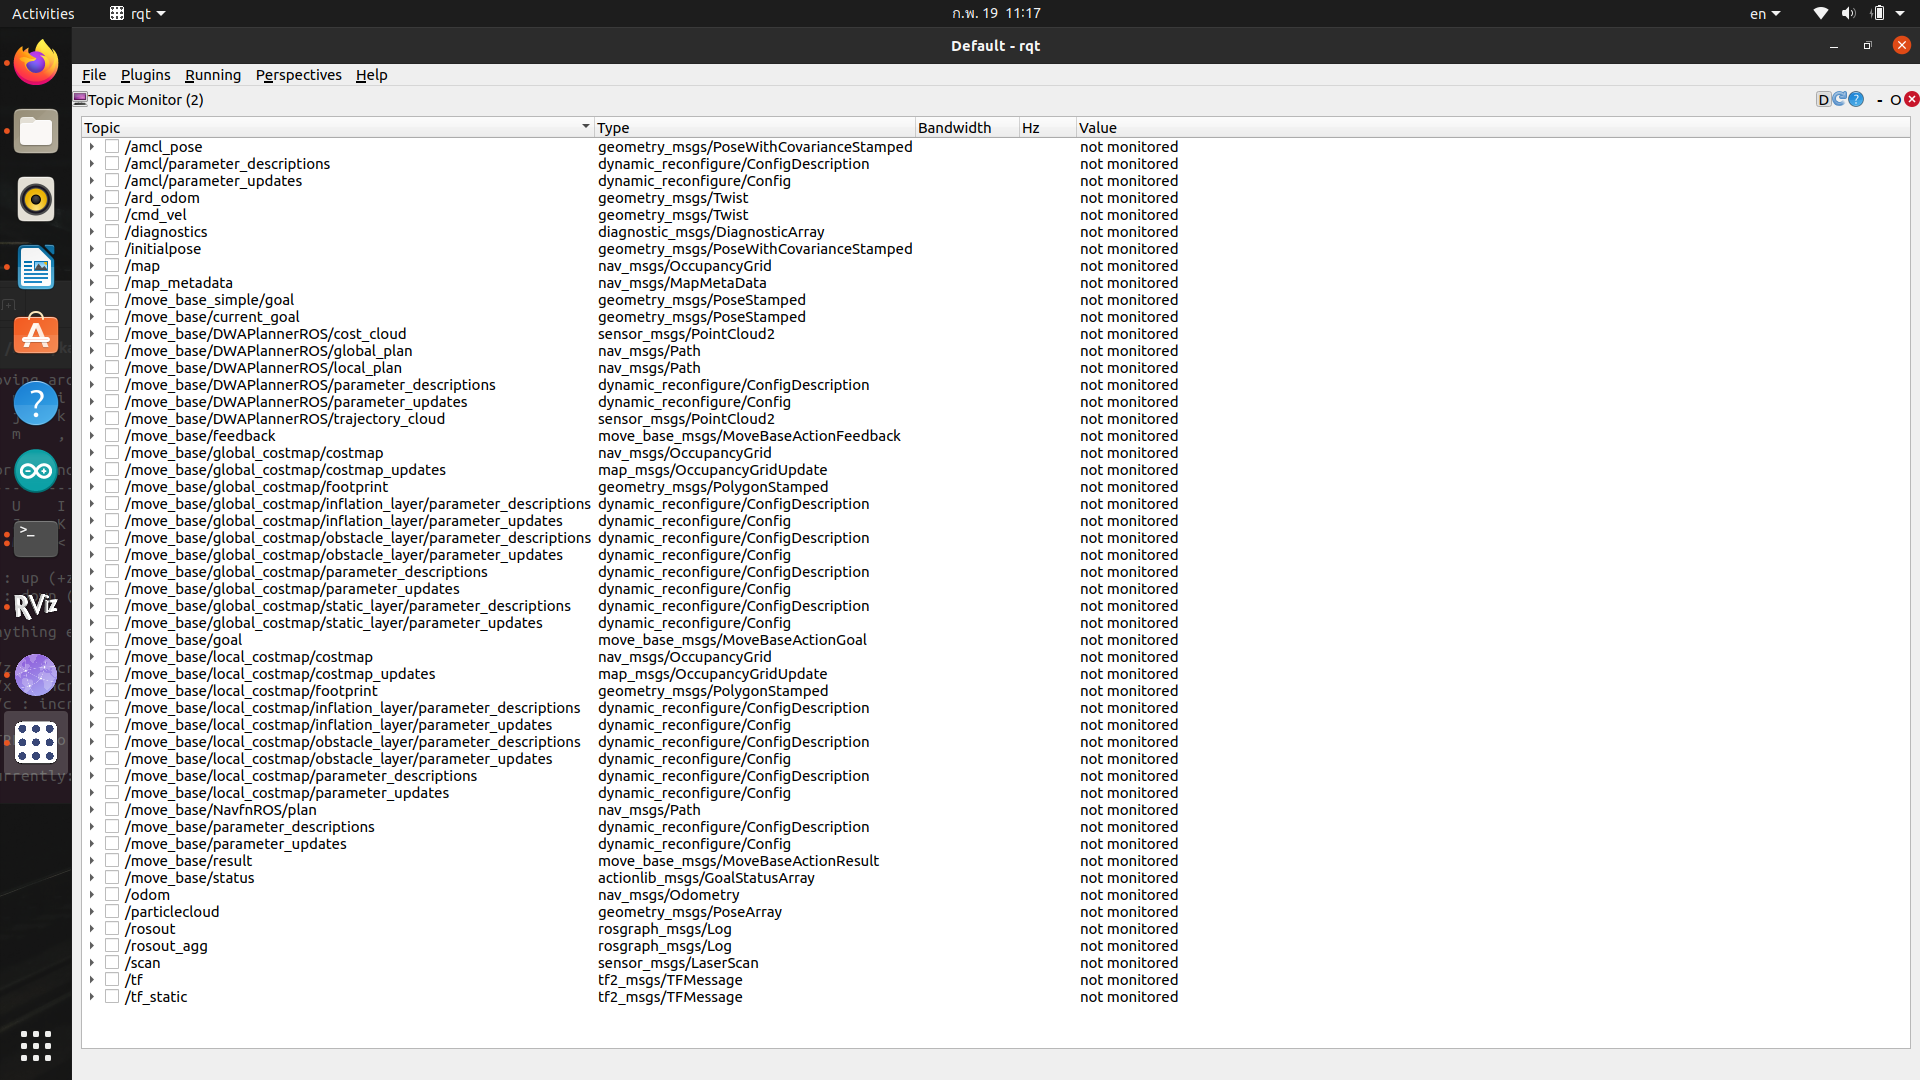 Activities rqt ก.พ. 19 11:17 en
Default - rqt
File Plugins Running Perspectives Help
Topic Monitor (2) D - O
Topic Type Bandwidth Hz Value
/amcl_pose geometry_msgs/PoseWithCovarianceStamped not monitored
/amcl/parameter_descriptions dynamic_reconfigure/ConfigDescription not monitored
/amcl/parameter_updates dynamic_reconfigure/Config not monitored
/ard_odom geometry_msgs/Twist not monitored
/cmd_vel geometry_msgs/Twist not monitored
/diagnostics diagnostic_msgs/DiagnosticArray not monitored
/initialpose geometry_msgs/PoseWithCovarianceStamped not monitored
/map nav_msgs/OccupancyGrid not monitored
/map_metadata nav_msgs/MapMetaData not monitored
/move_base_simple/goal geometry_msgs/PoseStamped not monitored
/move_base/current_goal geometry_msgs/PoseStamped not monitored
/move_base/DWAPlannerROS/cost_cloud sensor_msgs/PointCloud2 not monitored
/move_base/DWAPlannerROS/global_plan nav_msgs/Path not monitored
/move_base/DWAPlannerROS/local_plan nav_msgs/Path not monitored
/move_base/DWAPlannerROS/parameter_descriptions dynamic_reconfigure/ConfigDescription not monitored
/move_base/DWAPlannerROS/parameter_updates dynamic_reconfigure/Config not monitored
/move_base/DWAPlannerROS/trajectory_cloud sensor_msgs/PointCloud2 not monitored
/move_base/feedback move_base_msgs/MoveBaseActionFeedback not monitored
/move_base/global_costmap/costmap nav_msgs/OccupancyGrid not monitored
/move_base/global_costmap/costmap_updates map_msgs/OccupancyGridUpdate not monitored
/move_base/global_costmap/footprint geometry_msgs/PolygonStamped not monitored
/move_base/global_costmap/inflation_layer/parameter_descriptions dynamic_reconfigure/ConfigDescription not monitored
/move_base/global_costmap/inflation_layer/parameter_updates dynamic_reconfigure/Config not monitored
/move_base/global_costmap/obstacle_layer/parameter_descriptions dynamic_reconfigure/ConfigDescription not monitored
/move_base/global_costmap/obstacle_layer/parameter_updates dynamic_reconfigure/Config not monitored
/move_base/global_costmap/parameter_descriptions dynamic_reconfigure/ConfigDescription not monitored
/move_base/global_costmap/parameter_updates dynamic_reconfigure/Config not monitored
/move_base/global_costmap/static_layer/parameter_descriptions dynamic_reconfigure/ConfigDescription not monitored
/move_base/global_costmap/static_layer/parameter_updates dynamic_reconfigure/Config not monitored
/move_base/goal move_base_msgs/MoveBaseActionGoal not monitored
/move_base/local_costmap/costmap nav_msgs/OccupancyGrid not monitored
/move_base/local_costmap/costmap_updates map_msgs/OccupancyGridUpdate not monitored
/move_base/local_costmap/footprint geometry_msgs/PolygonStamped not monitored
/move_base/local_costmap/inflation_layer/parameter_descriptions dynamic_reconfigure/ConfigDescription not monitored
/move_base/local_costmap/inflation_layer/parameter_updates dynamic_reconfigure/Config not monitored
/move_base/local_costmap/obstacle_layer/parameter_descriptions dynamic_reconfigure/ConfigDescription not monitored
/move_base/local_costmap/obstacle_layer/parameter_updates dynamic_reconfigure/Config not monitored
/move_base/local_costmap/parameter_descriptions dynamic_reconfigure/ConfigDescription not monitored
/move_base/local_costmap/parameter_updates dynamic_reconfigure/Config not monitored
/move_base/NavfnROS/plan nav_msgs/Path not monitored
/move_base/parameter_descriptions dynamic_reconfigure/ConfigDescription not monitored
/move_base/parameter_updates dynamic_reconfigure/Config not monitored
/move_base/result move_base_msgs/MoveBaseActionResult not monitored
/move_base/status actionlib_msgs/GoalStatusArray not monitored
/odom nav_msgs/Odometry not monitored
/particlecloud geometry_msgs/PoseArray not monitored
/rosout rosgraph_msgs/Log not monitored
/rosout_agg rosgraph_msgs/Log not monitored
/scan sensor_msgs/LaserScan not monitored
/tf tf2_msgs/TFMessage not monitored
/tf_static tf2_msgs/TFMessage not monitored
RViz